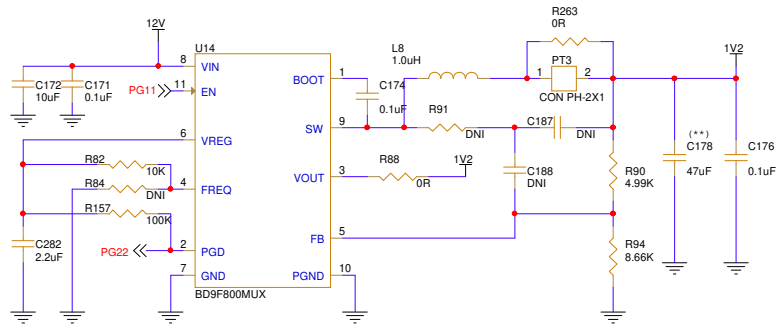 12V
U14
8
VIN
C172
10uF
C171
0.1uF
PG11
11
EN
6
VREG
R82
10K
R84
DNI
4
FREQ
R157
100K
PG22
2
PGD
C282
2.2uF
7
GND
BD9F800MUX
BOOT
1
C174
0.1uF
SW
9
VOUT
3
R88
0R
1V2
FB
5
PGND
10
L8
1.0uH
R263
0R
PT3
1
2
CON PH-2X1
R91
DNI
C187
DNI
C188
DNI
R90
4.99K
R94
8.66K
1V2
(**)
C178
47uF
C176
0.1uF